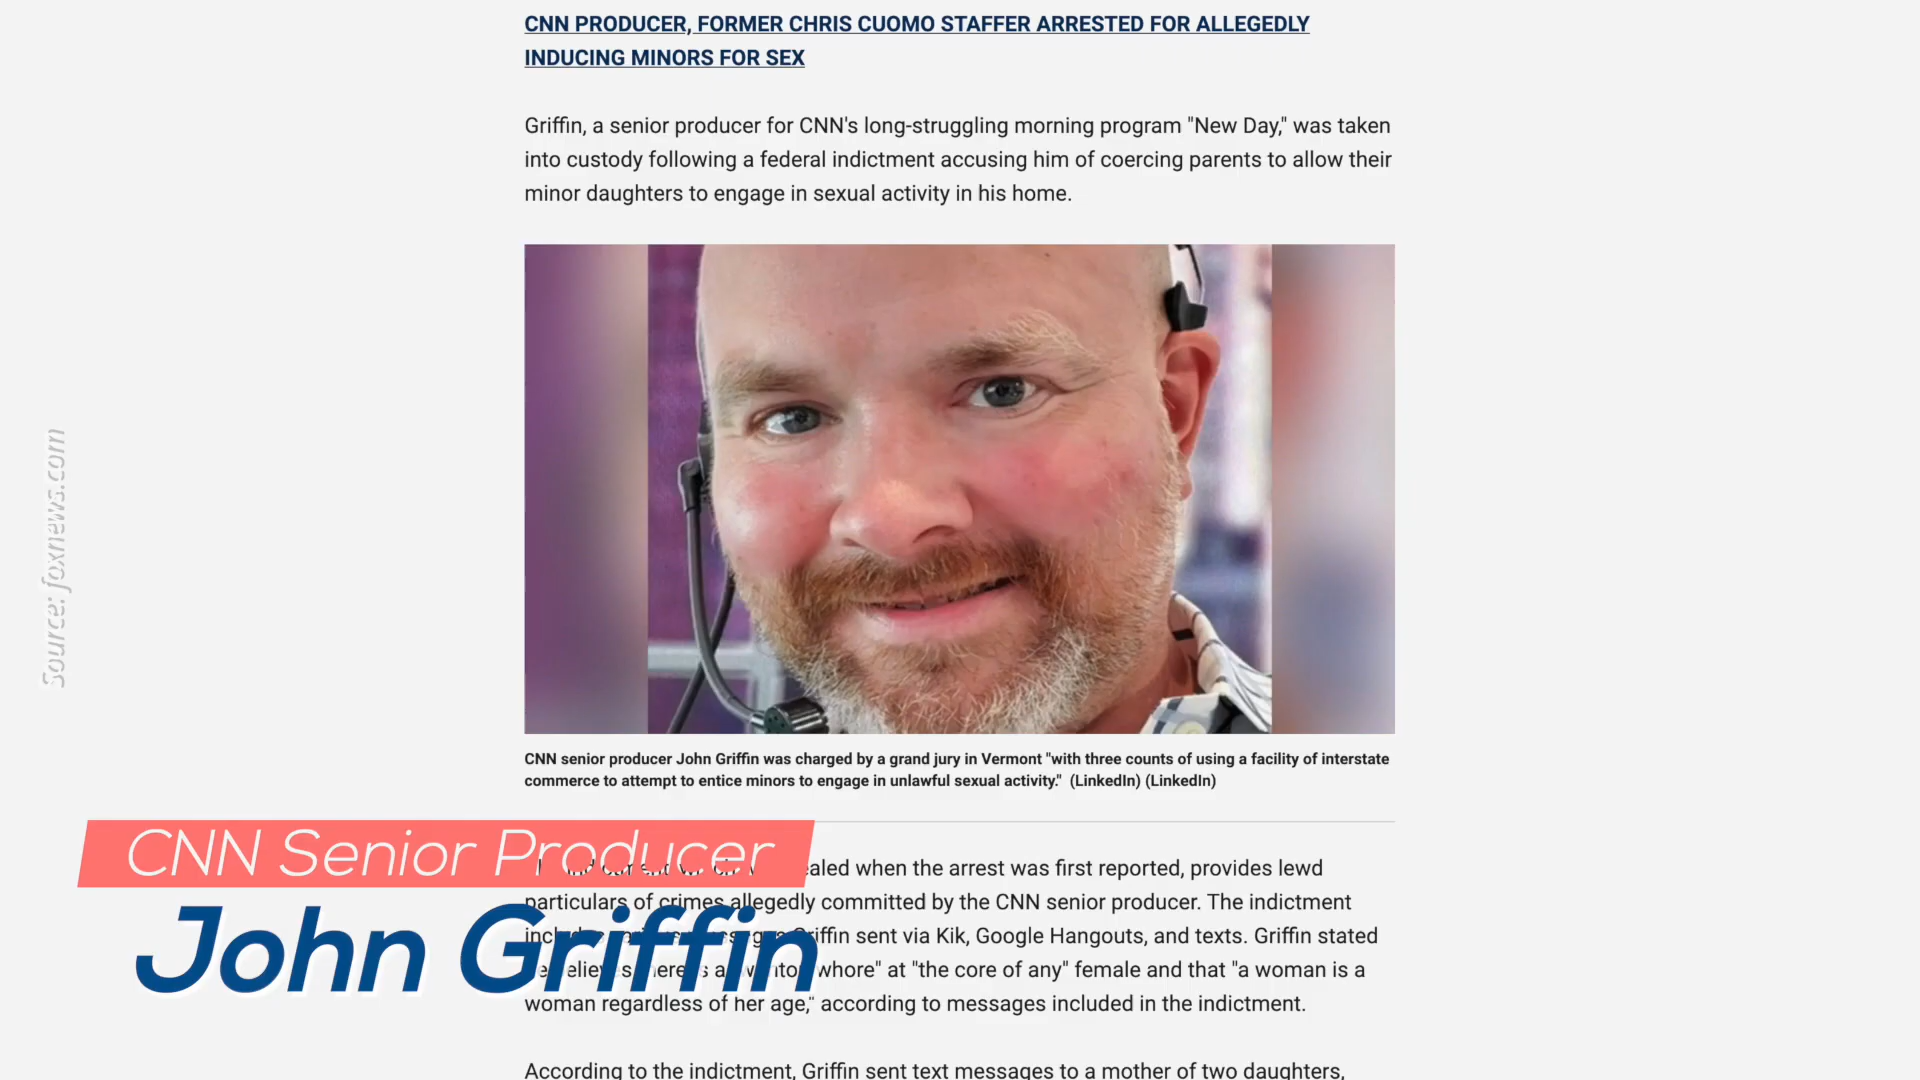 CNN PRODUCER, FORMER CHRIS CUOMO STAFFER ARRESTED FOR ALLEGEDLY
INDUCING MINORS FOR SEX
Griffin, a senior producer for CNN's long-struggling morning program "New Day," was taken
into custody following a federal indictment accusing him of coercing parents to allow their
minor daughters to engage in sexual activity in his home.
Source: foxnews.com
CNN senior producer John Griffin was charged by a grand jury in Vermont "with three counts of using a facility of interstate
commerce to attempt to entice minors to engage in unlawful sexual activity." (LinkedIn) (LinkedIn)
CNN Senior Producer
John Griffin
when the arrest was first reported, provides lewd
particulars of crimes allegedly committed by the CNN senior producer. The indictment
Griffin sent via Kik, Google Hangouts, and texts. Griffin stated
whore" at "the core of any" female and that "a woman is a
woman regardless of her age," according to messages included in the indictment.
According to the indictment, Griffin sent text messages to a mother of two daughters,